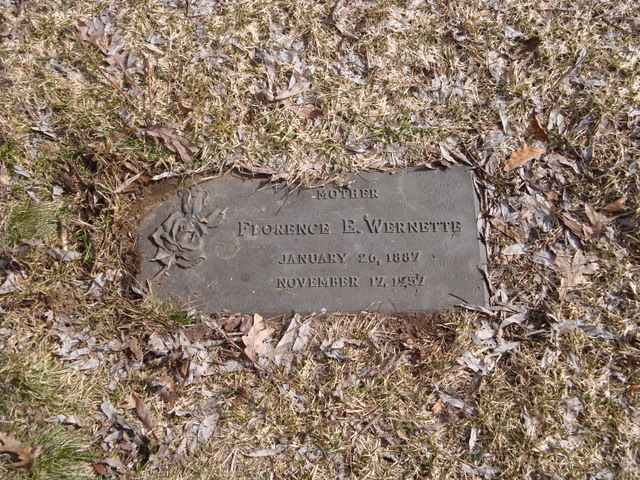 MOTHER
FLORENCE E. WERNETTE
JANUARY 26, 1887
NOVEMBER 17, 1957